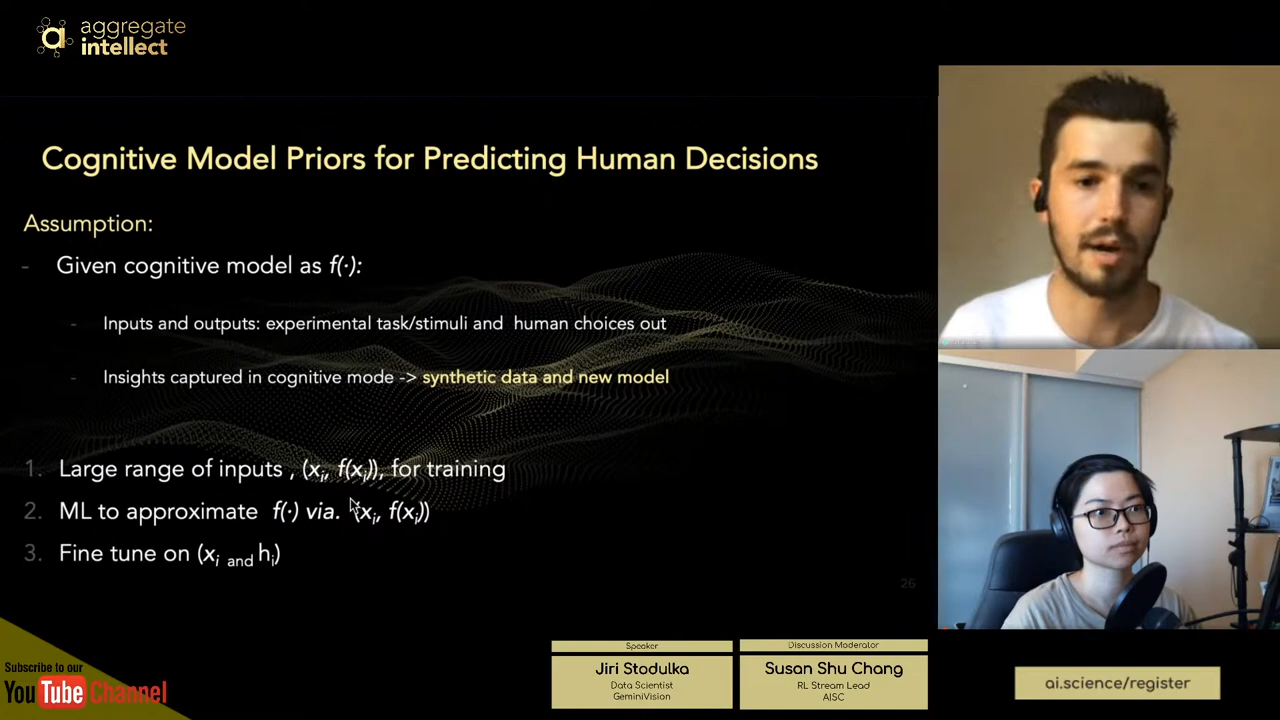 aggregate
intellect
Cognitive Model Priors for Predicting Human Decisions
Assumption:
- Given cognitive model as f(·):
- Inputs and outputs: experimental task/stimuli and human choices out
- Insights captured in cognitive mode -> synthetic data and new model
1. Large range of inputs , (xi, f(xi)), for training
2. ML to approximate f(·) via. (xi, f(xi))
3. Fine tune on (xi and hi)
26
Subscribe to our
YouTube Channel
Speaker
Jiri Stodulka
Data Scientist
GeminiVision
Discussion Moderator
Susan Shu Chang
RL Stream Lead
AISC
ai.science/register